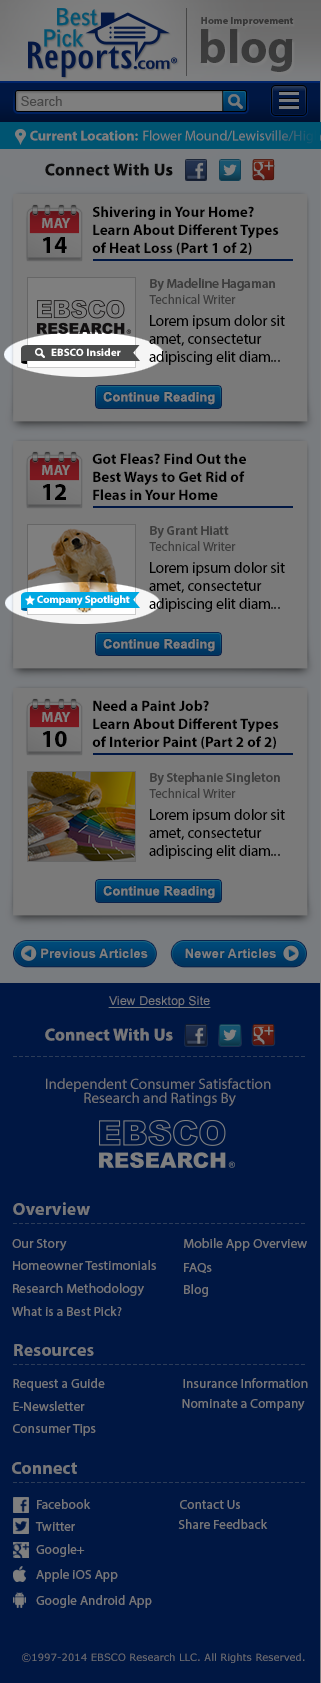 Best
Pick
Reports.com®
Home Improvement
blog
Search
Current Location: Flower Mound/Lewisville/Hig
Connect With Us
MAY
14
Shivering in Your Home?
Learn About Different Types
of Heat Loss (Part 1 of 2)
EBSCO
RESEARCH®
EBSCO Insider
By Madeline Hagaman
Technical Writer
Lorem ipsum dolor sit
amet, consectetur
adipiscing elit diam...
Continue Reading
MAY
12
Got Fleas? Find Out the
Best Ways to Get Rid of
Fleas in Your Home
Company Spotlight
By Grant Hiatt
Technical Writer
Lorem ipsum dolor sit
amet, consectetur
adipiscing elit diam...
Continue Reading
MAY
10
Need a Paint Job?
Learn About Different Types
of Interior Paint (Part 2 of 2)
By Stephanie Singleton
Technical Writer
Lorem ipsum dolor sit
amet, consectetur
adipiscing elit diam...
Continue Reading
Previous Articles
Newer Articles
View Desktop Site
Connect With Us
Independent Consumer Satisfaction
Research and Ratings By
EBSCO
RESEARCH®
Overview
Our Story
Homeowner Testimonials
Research Methodology
What is a Best Pick?
Mobile App Overview
FAQs
Blog
Resources
Request a Guide
E-Newsletter
Consumer Tips
Insurance Information
Nominate a Company
Connect
Facebook
Twitter
Google+
Apple iOS App
Google Android App
Contact Us
Share Feedback
©1997-2014 EBSCO Research LLC. All Rights Reserved.